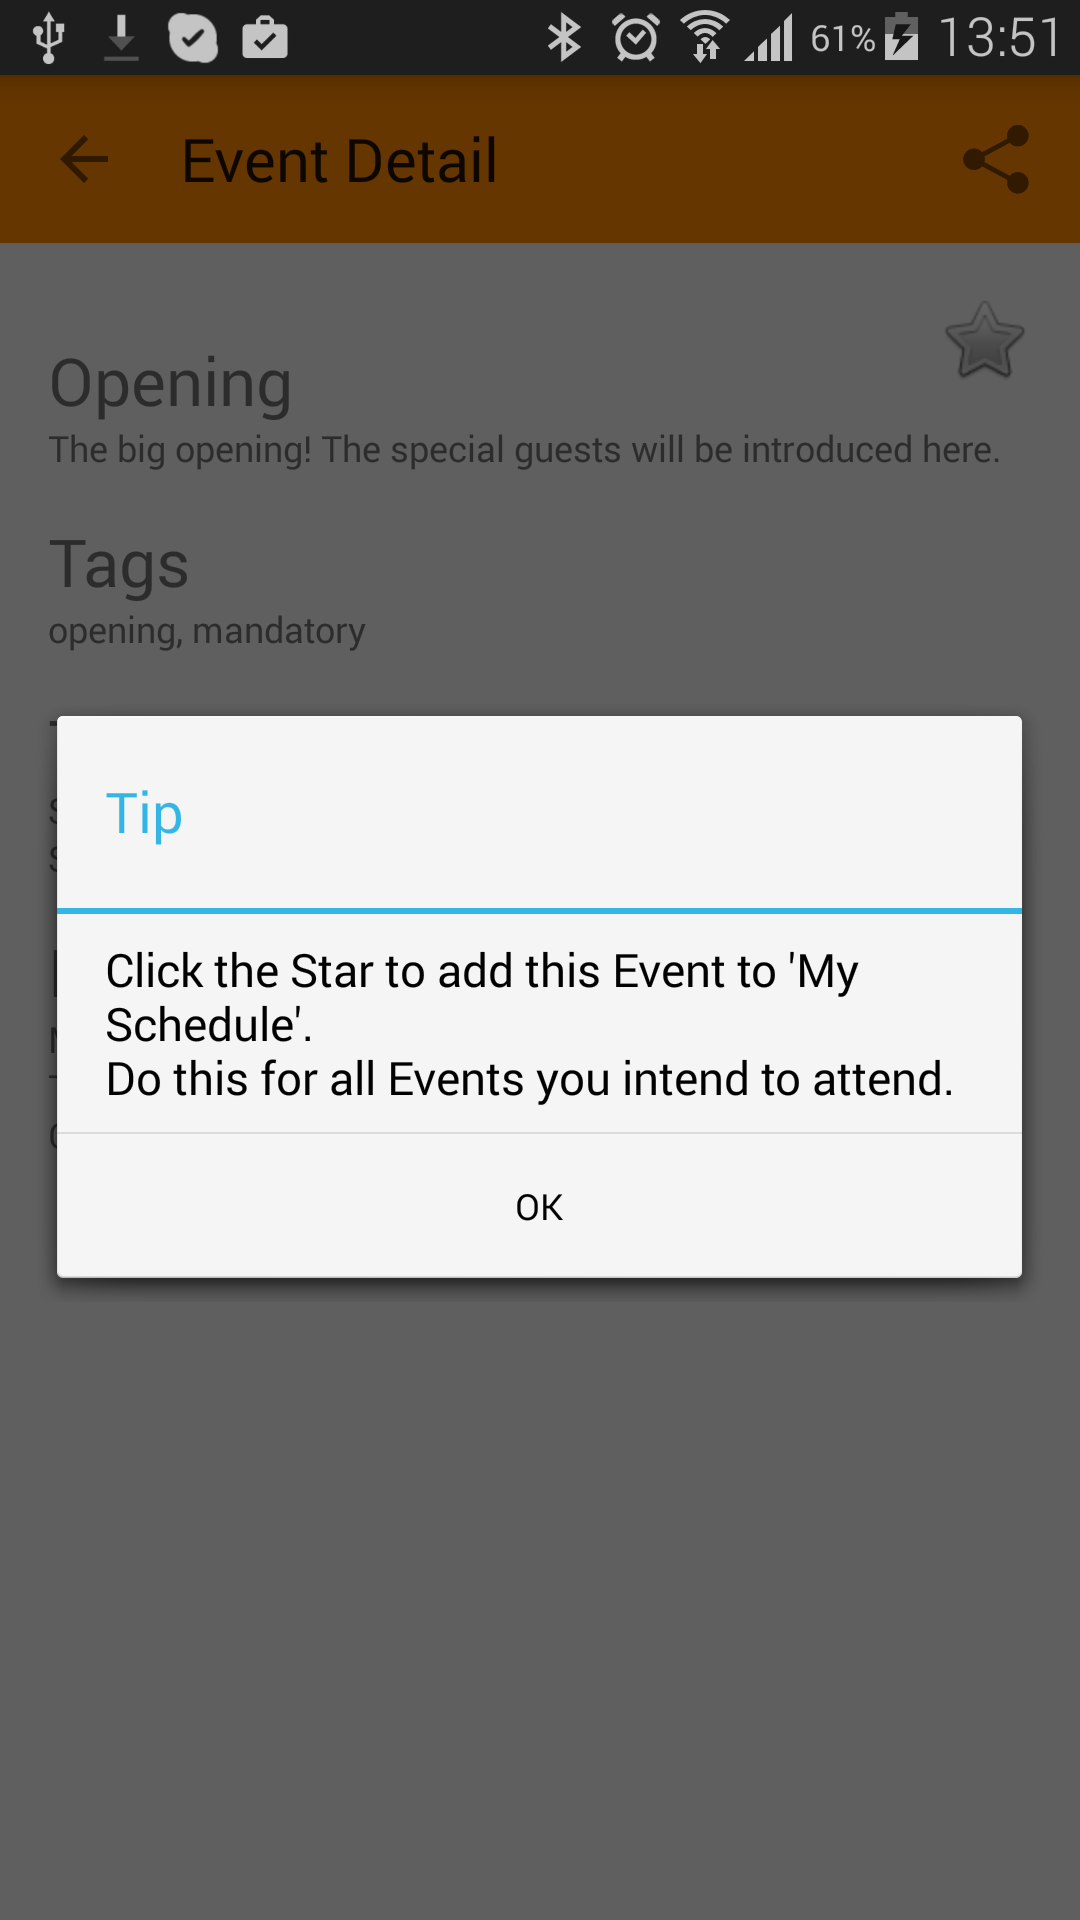 61% 13:51
Event Detail
Opening
The big opening! The special guests will be introduced here.
Tags
opening, mandatory
Tip
Click the Star to add this Event to 'My
Schedule'.
Do this for all Events you intend to attend.
OK